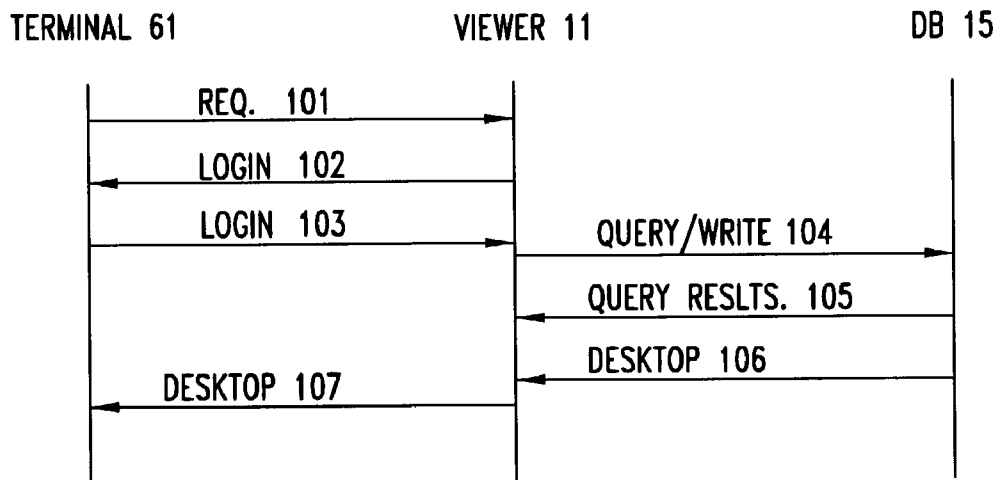 TERMINAL 61
VIEWER 11
DB 15
REQ. 101
LOGIN 102
LOGIN 103
QUERY/WRITE 104
QUERY RESLTS. 105
DESKTOP 106
DESKTOP 107